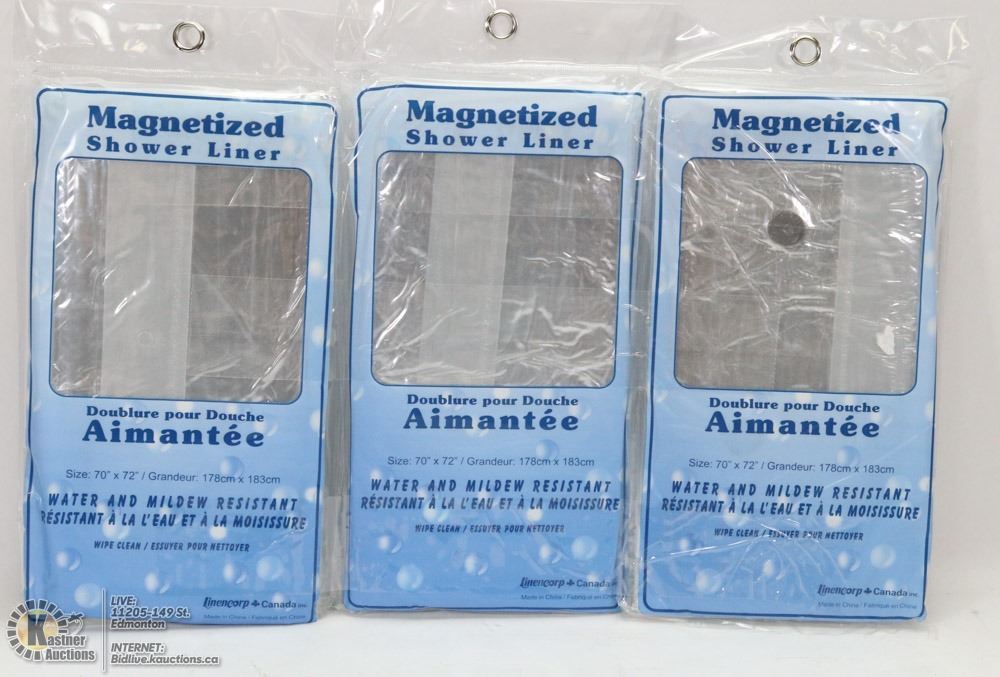 Magnetized
Shower Liner
Doublure pour Douche
Aimantée
Size: 70" x 72" / Grandeur: 178cm x 183cm
WATER AND MILDEW RESISTANT
RÉSISTANT À LA L'EAU ET À LA MOISISSURE
WIPE CLEAN / ESSUYER POUR NETTOYER
Linencorp Canada inc.
Made in China / Fabriqué en Chine
Magnetized
Shower Liner
Doublure pour Douche
Aimantée
Size: 70" x 72" / Grandeur: 178cm x 183cm
WATER AND MILDEW RESISTANT
RÉSISTANT À LA L'EAU ET À LA MOISISSURE
WIPE CLEAN / ESSUYER POUR NETTOYER
Linencorp Canada
Made in China / Fabriqué en Chine
Magnetized
Shower Liner
Doublure pour Douche
Aimantée
Size: 70" x 72" / Grandeur: 178cm x 183cm
WATER AND MILDEW RESISTANT
RÉSISTANT À LA L'EAU ET À LA MOISISSURE
WIPE CLEAN / ESSUYER POUR NETTOYER
Linencorp Canada inc.
Made in China / Fabriqué en Chine
Kastner
Auctions
LIVE:
11205-149 St.
Edmonton
INTERNET:
Bidlive.kauctions.ca